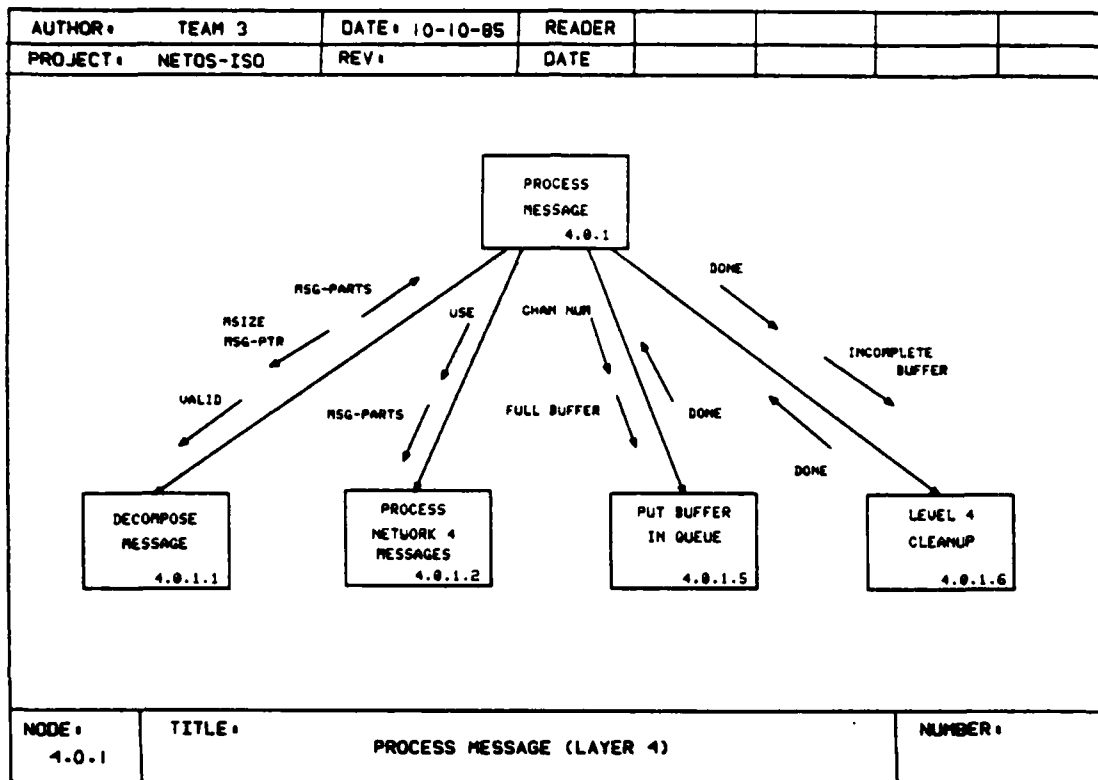 AUTHOR: TEAM 3 DATE: 10-10-85 READER
PROJECT: NETOS-ISO REV: DATE
PROCESS
MESSAGE
4.0.1
MSG-PARTS
MSIZE
MSG-PTR
VALID
USE
MSG-PARTS
CHAM NUM
FULL BUFFER
DONE
DONE
INCOMPLETE
BUFFER
DONE
DECOMPOSE
MESSAGE
4.0.1.1
PROCESS
NETWORK 4
MESSAGES
4.0.1.2
PUT BUFFER
IN QUEUE
4.0.1.5
LEVEL 4
CLEANUP
4.0.1.6
NODE:
4.0.1
TITLE:
PROCESS MESSAGE (LAYER 4)
NUMBER: